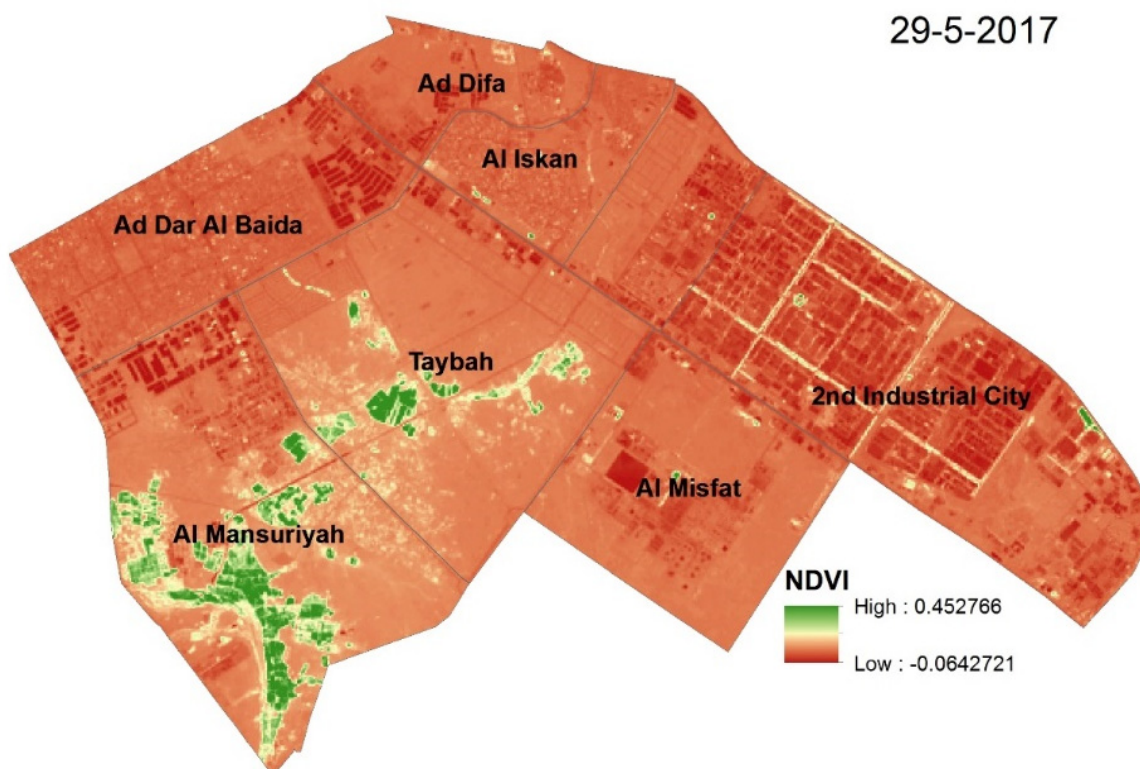 29-5-2017
Ad Difa
Al Iskan
Ad Dar Al Baida
Taybah
2nd Industrial City
Al Misfat
Al Mansuriyah
NDVI
High : 0.452766
Low : -0.0642721